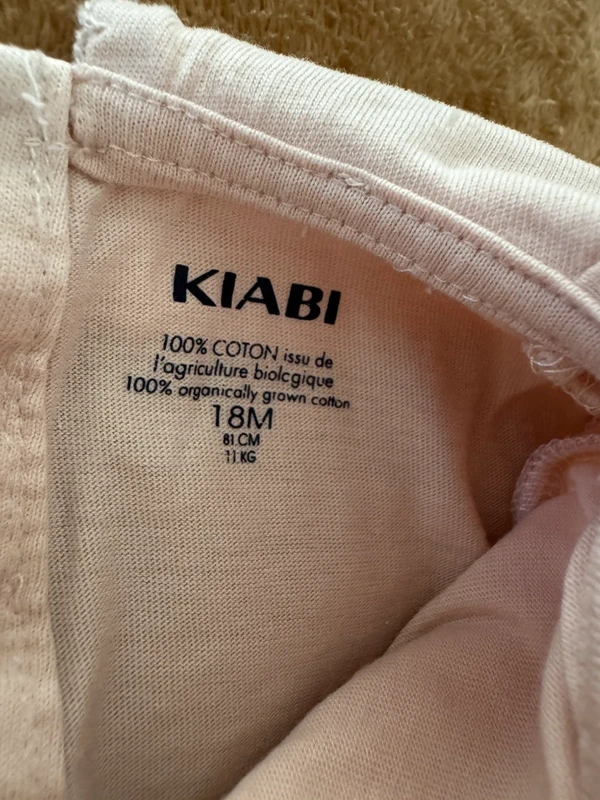 KIABI
100% COTON issu de
l'agriculture biologique
100% organically grown cotton
18M
81 CM
11 KG